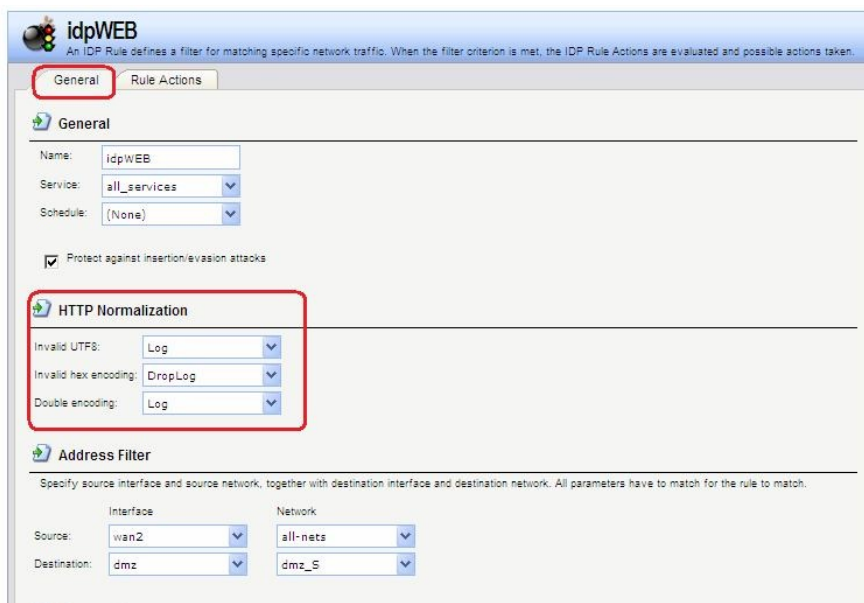 idpWEB
An IDP Rule defines a filter for matching specific network traffic. When the filter criterion is met, the IDP Rule Actions are evaluated and possible actions taken.
General
Rule Actions
General
Name: idpWEB
Service: all_services
Schedule: (None)
Protect against insertion/evasion attacks
HTTP Normalization
Invalid UTF8: Log
Invalid hex encoding: DropLog
Double encoding: Log
Address Filter
Specify source interface and source network, together with destination interface and destination network. All parameters have to match for the rule to match.
Interface Network
Source: wan2 all-nets
Destination: dmz dmz_S